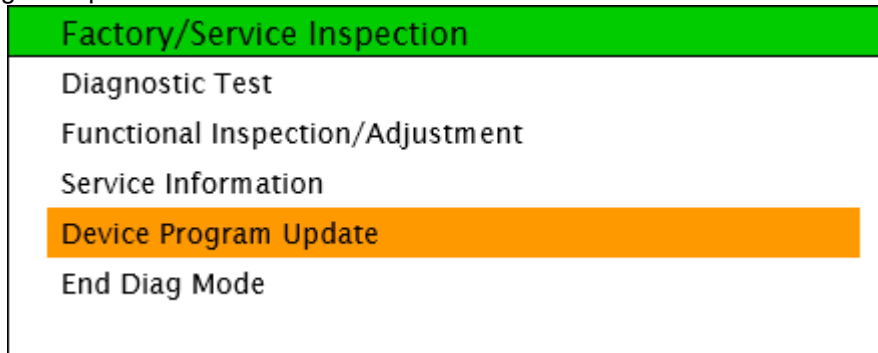 Factory/Service Inspection
Diagnostic Test
Functional Inspection/Adjustment
Service Information
Device Program Update
End Diag Mode